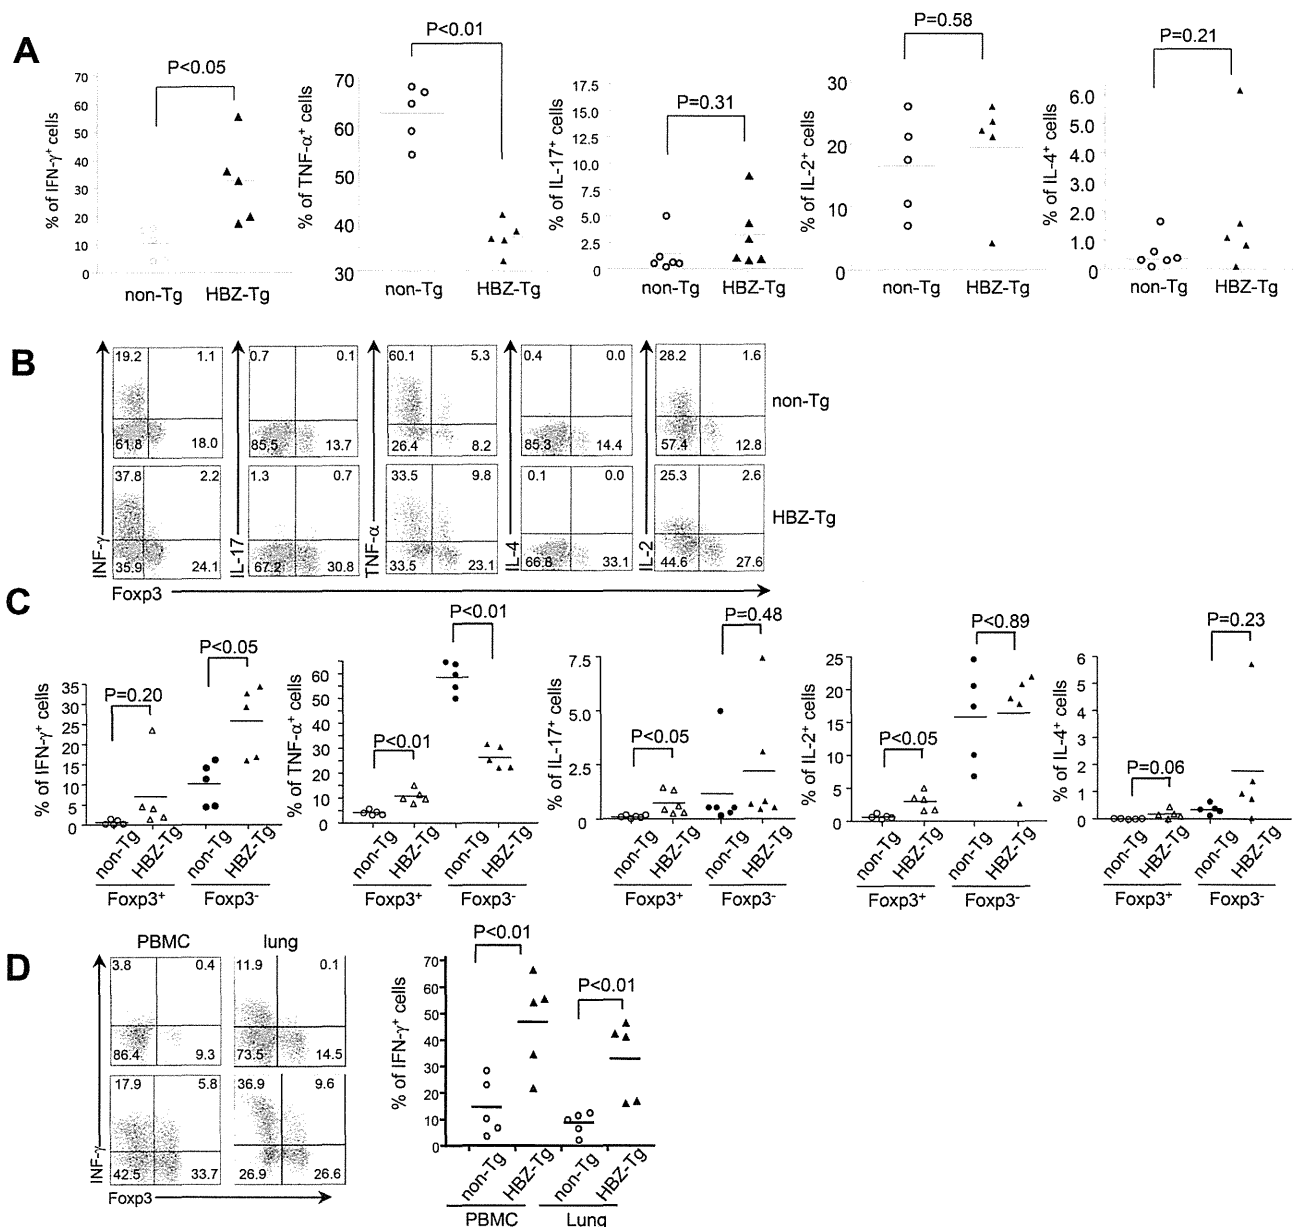 A
P<0.05
% of IFN-γ+ cells
70
60
50
40
30
20
10
0
non-Tg HBZ-Tg
P<0.01
% of TNF-α+ cells
70
60
50
40
30
non-Tg HBZ-Tg
P=0.31
% of IL-17+ cells
17.5
15.0
12.5
10.0
7.5
5.0
2.5
0
non-Tg HBZ-Tg
P=0.58
% of IL-2+ cells
30
20
10
0
non-Tg HBZ-Tg
P=0.21
% of IL-4+ cells
6.0
5.0
4.0
3.0
2.0
1.0
0
non-Tg HBZ-Tg
B
19.2 1.1
61.8 18.0
0.7 0.1
85.5 13.7
60.1 5.3
26.4 8.2
0.4 0.0
85.3 14.4
28.2 1.6
57.4 12.8
non-Tg
37.8 2.2
35.9 24.1
1.3 0.7
67.2 30.8
33.5 9.8
33.5 23.1
0.1 0.0
66.8 33.1
25.3 2.6
44.6 27.6
HBZ-Tg
INF-γ
IL-17
TNF-α
IL-4
IL-2
Foxp3
C
P=0.20
P<0.05
% of IFN-γ+ cells
35
30
25
20
15
10
5
0
non-Tg
HBZ-Tg
non-Tg
HBZ-Tg
Foxp3+ Foxp3-
P<0.01
P<0.01
% of TNF-α+ cells
60
50
40
30
20
10
0
non-Tg
HBZ-Tg
non-Tg
HBZ-Tg
Foxp3+ Foxp3-
P=0.48
P<0.05
% of IL-17+ cells
7.5
5.0
2.5
0
non-Tg
HBZ-Tg
non-Tg
HBZ-Tg
Foxp3+ Foxp3-
P<0.89
P<0.05
% of IL-2+ cells
25
20
15
10
5
0
non-Tg
HBZ-Tg
non-Tg
HBZ-Tg
Foxp3+ Foxp3-
P=0.23
P=0.06
% of IL-4+ cells
6
5
4
3
2
1
0
non-Tg
HBZ-Tg
non-Tg
HBZ-Tg
Foxp3+ Foxp3-
D
PBMC lung
3.8 0.4
86.4 9.3
11.9 0.1
73.5 14.5
17.9 5.8
42.5 33.7
36.9 9.6
26.9 26.6
INF-γ
Foxp3
P<0.01
P<0.01
% of IFN-γ+ cells
70
60
50
40
30
20
10
0
non-Tg
HBZ-Tg
non-Tg
HBZ-Tg
PBMC Lung